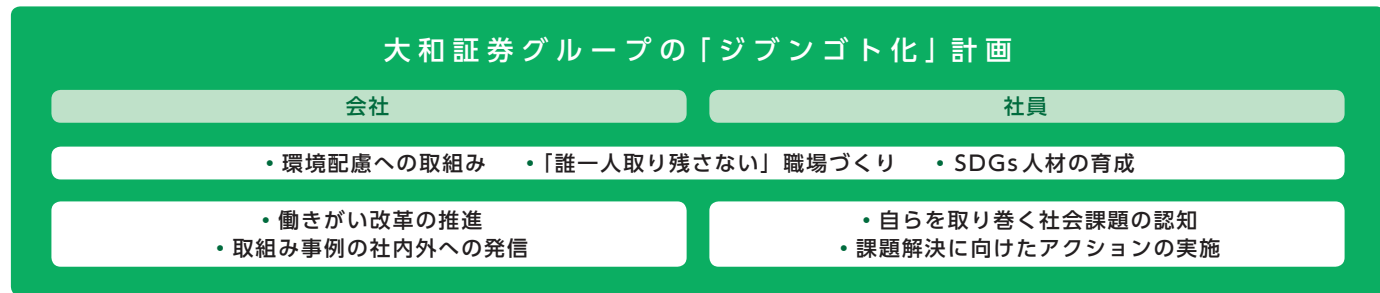 大和証券グループの「ジブンゴト化」計画
会社
社員
•環境配慮への取組み •「誰一人取り残さない」職場づくり •SDGs人材の育成
•働きがい改革の推進
•取組み事例の社内外への発信
•自らを取り巻く社会課題の認知
•課題解決に向けたアクションの実施